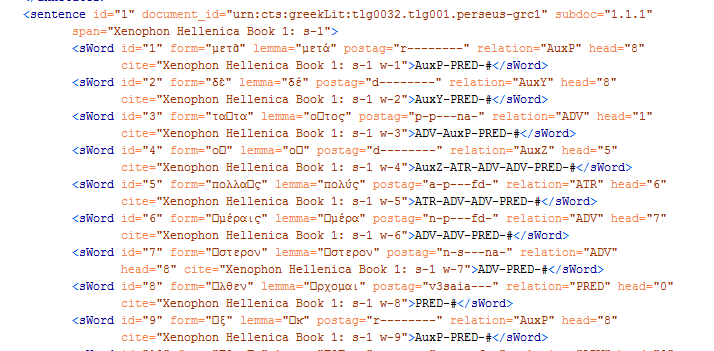 <sentence id="1" document_id="urn:cts:greekLit:tlg0032.tlg001.perseus-grc1" subdoc="1.1.1"
span="Xenophon Hellenica Book 1: s-1">
<sWord id="1" form="μετὰ" lemma="μετά" postag="r--------" relation="AuxP" head="8"
cite="Xenophon Hellenica Book 1: s-1 w-1">AuxP-PRED-#</sWord>
<sWord id="2" form="δὲ" lemma="δέ" postag="d--------" relation="AuxY" head="8"
cite="Xenophon Hellenica Book 1: s-1 w-2">AuxY-PRED-#</sWord>
<sWord id="3" form="τα□τα" lemma="ο□τος" postag="p-p---na-" relation="ADV" head="1"
cite="Xenophon Hellenica Book 1: s-1 w-3">ADV-AuxP-PRED-#</sWord>
<sWord id="4" form="ο□" lemma="ο□" postag="d--------" relation="AuxZ" head="5"
cite="Xenophon Hellenica Book 1: s-1 w-4">AuxZ-ATR-ADV-ADV-PRED-#</sWord>
<sWord id="5" form="πολλα□ς" lemma="πολύς" postag="a-p---fd-" relation="ATR" head="6"
cite="Xenophon Hellenica Book 1: s-1 w-5">ATR-ADV-ADV-PRED-#</sWord>
<sWord id="6" form="□μέραις" lemma="□μέρα" postag="n-p---fd-" relation="ADV" head="7"
cite="Xenophon Hellenica Book 1: s-1 w-6">ADV-ADV-PRED-#</sWord>
<sWord id="7" form="□στερον" lemma="□στερον" postag="n-s---na-" relation="ADV"
head="8" cite="Xenophon Hellenica Book 1: s-1 w-7">ADV-PRED-#</sWord>
<sWord id="8" form="□λθεν" lemma="□ρχομαι" postag="v3saia---" relation="PRED" head="0"
cite="Xenophon Hellenica Book 1: s-1 w-8">PRED-#</sWord>
<sWord id="9" form="□ξ" lemma="□κ" postag="r--------" relation="AuxP" head="8"
cite="Xenophon Hellenica Book 1: s-1 w-9">AuxP-PRED-#</sWord>